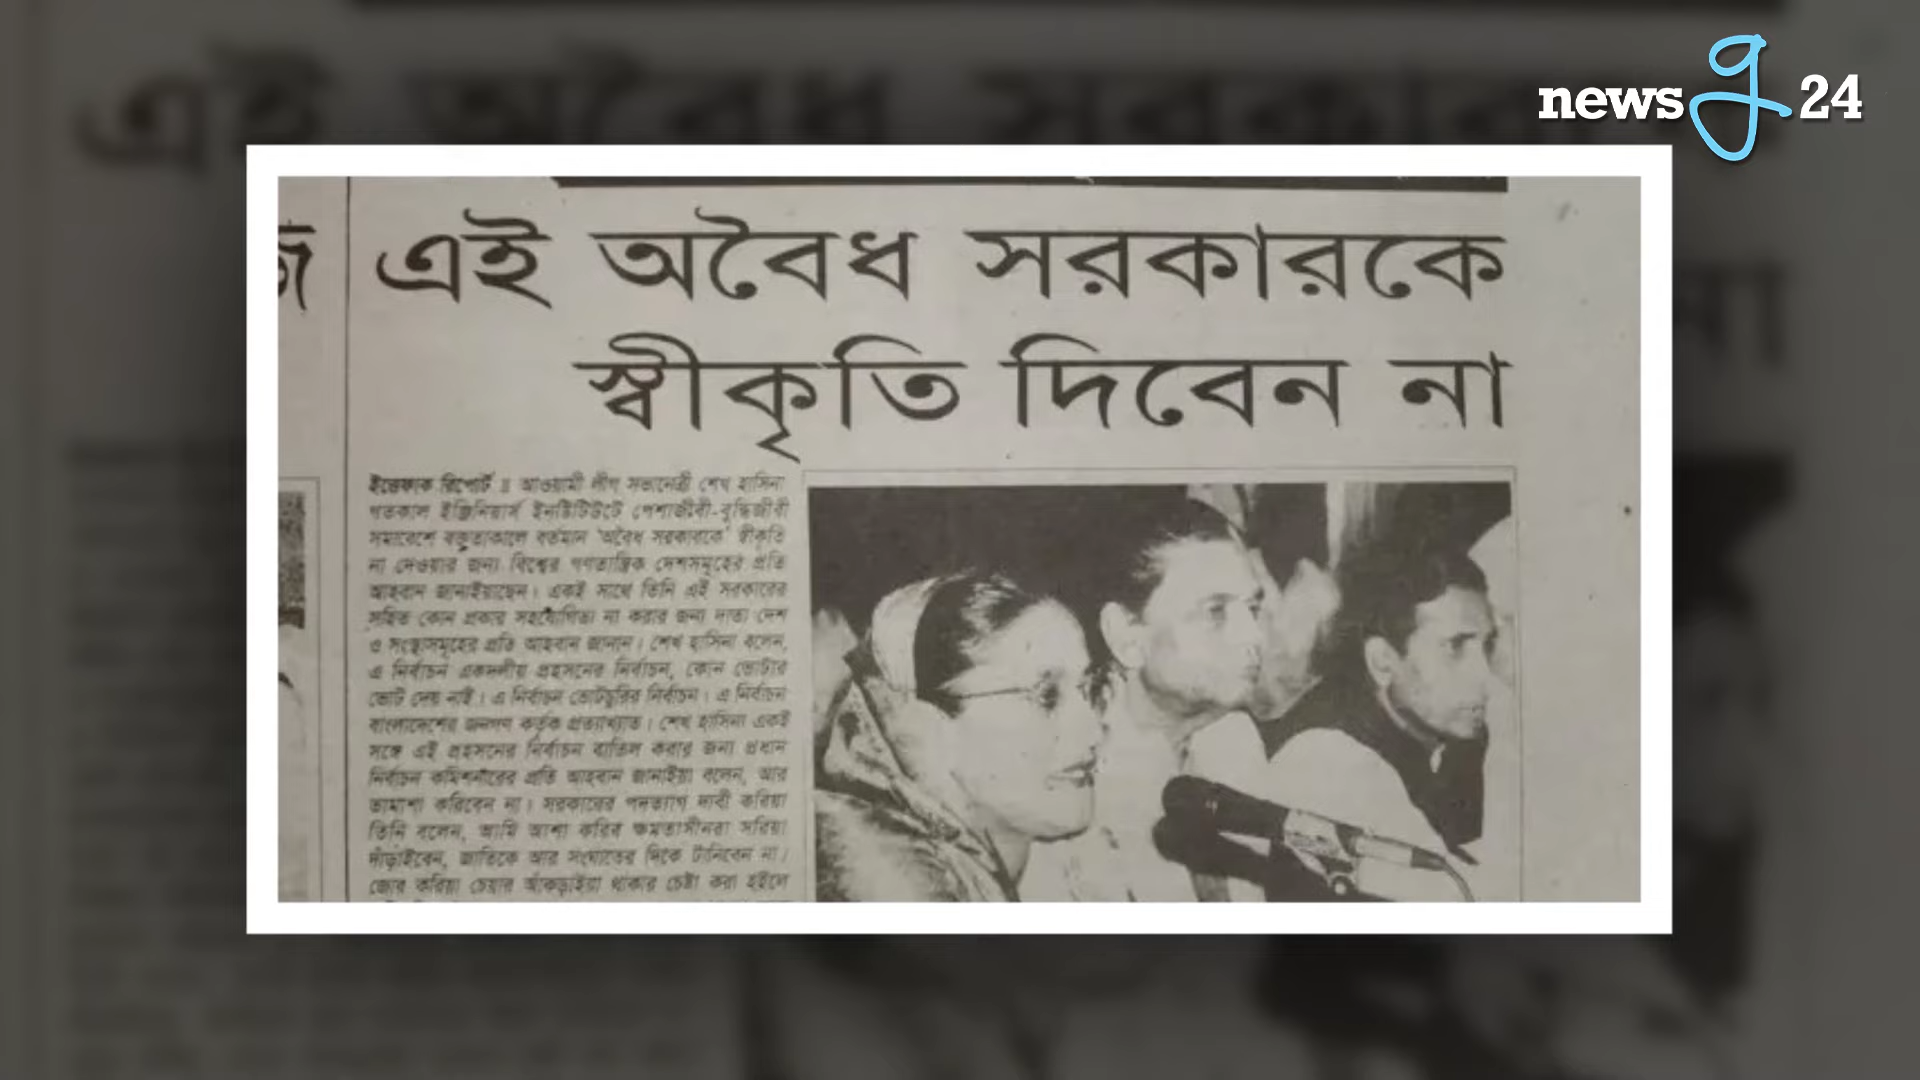 news g 24
এই অবৈধ সরকারকে
স্বীকৃতি দিবেন না
ইত্তেফাক রিপোর্ট ॥ আওয়ামী লীগ সভানেত্রী শেখ হাসিনা
গতকাল ইঞ্জিনিয়ার্স ইনস্টিটিউটে পেশাজীবী-বুদ্ধিজীবী
সমাবেশে বক্তৃতাকালে বর্তমান 'অবৈধ সরকারকে' স্বীকৃতি
না দেওয়ার জন্য বিশ্বের গণতান্ত্রিক দেশসমূহের প্রতি
আহবান জানাইয়াছেন। একই সাথে তিনি এই সরকারের
সহিত কোন প্রকার সহযোগিতা না করার জন্য দাতা দেশ
ও সংস্থাসমূহের প্রতি আহবান জানান। শেখ হাসিনা বলেন,
এ নির্বাচন একদলীয় প্রহসনের নির্বাচন, কোন ভোটার
ভোট দেয় নাই। এ নির্বাচন ভোটচুরির নির্বাচন। এ নির্বাচন
বাংলাদেশের জনগণ কর্তৃক প্রত্যাখ্যাত। শেখ হাসিনা একই
সঙ্গে এই প্রহসনের নির্বাচন বাতিল করার জন্য প্রধান
নির্বাচন কমিশনারের প্রতি আহবান জানাইয়া বলেন, আর
তামাশা করিবেন না। সরকারের পদত্যাগ দাবী করিয়া
তিনি বলেন, আমি আশা করিব ক্ষমতাসীনরা সরিয়া
দাঁড়াইবেন, জাতিকে আর সংঘাতের দিকে টানিবেন না।
জোর করিয়া চেয়ার আঁকড়াইয়া থাকার চেষ্টা করা হইলে